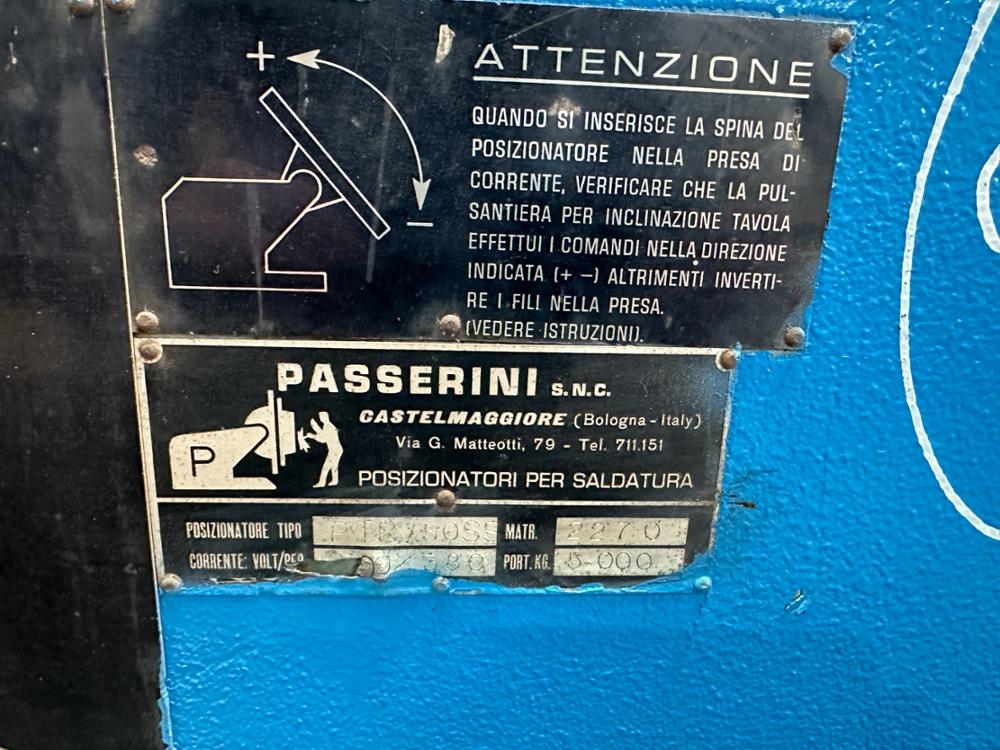 +
ATTENZIONE
QUANDO SI INSERISCE LA SPINA DEL
POSIZIONATORE NELLA PRESA DI
CORRENTE, VERIFICARE CHE LA PUL-
SANTIERA PER INCLINAZIONE TAVOLA
EFFETTUI I COMANDI NELLA DIREZIONE
INDICATA (+ –) ALTRIMENTI INVERTI-
RE I FILI NELLA PRESA.
(VEDERE ISTRUZIONI).
–
PASSERINI S.N.C.
CASTELMAGGIORE (Bologna - Italy)
Via G. Matteotti, 79 - Tel. 711.151
P
POSIZIONATORI PER SALDATURA
POSIZIONATORE TIPO MATR. 2270
CORRENTE: VOLT/PER 380 PORT. KG.